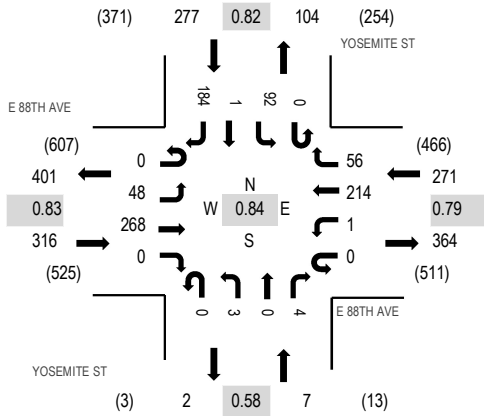 (371) 277 0.82 104 (254)
YOSEMITE ST
E 88TH AVE
184 1 92 0
(607) (466)
401 0 56 271
48 N 214
0.83 W 0.84 E 0.79
268 S 1
316 0 0 364
(525) (511)
0 3 0 4
E 88TH AVE
YOSEMITE ST
(3) 2 0.58 7 (13)